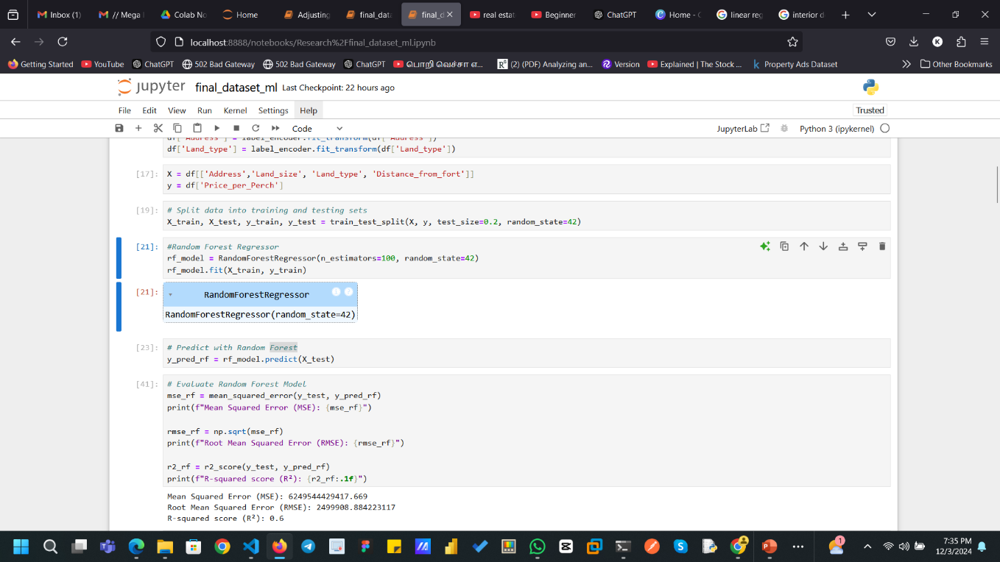 Inbox (1)
// Mega
Colab No
Home
Adjusting
final_dat
final_d
real estat
Beginner
ChatGPT
Home - C
linear reg
interior d
localhost:8888/notebooks/Research%2Ffinal_dataset_ml.ipynb
Getting Started
YouTube
ChatGPT
502 Bad Gateway
502 Bad Gateway
ChatGPT
பொறி வெச்சா எ...
(2) (PDF) Analyzing an...
Version
Explained | The Stock ...
Property Ads Dataset
Other Bookmarks
jupyter final_dataset_ml Last Checkpoint: 22 hours ago
File Edit View Run Kernel Settings Help
Trusted
Code
JupyterLab
Python 3 (ipykernel)
df['Address'] = label_encoder.fit_transform(df['Address'])
df['Land_type'] = label_encoder.fit_transform(df['Land_type'])
[17]: X = df[['Address','Land_size', 'Land_type', 'Distance_from_fort']]
y = df['Price_per_Perch']
[19]: # Split data into training and testing sets
X_train, X_test, y_train, y_test = train_test_split(X, y, test_size=0.2, random_state=42)
[21]: #Random Forest Regressor
rf_model = RandomForestRegressor(n_estimators=100, random_state=42)
rf_model.fit(X_train, y_train)
[21]: RandomForestRegressor
RandomForestRegressor(random_state=42)
[23]: # Predict with Random Forest
y_pred_rf = rf_model.predict(X_test)
[41]: # Evaluate Random Forest Model
mse_rf = mean_squared_error(y_test, y_pred_rf)
print(f"Mean Squared Error (MSE): {mse_rf}")
rmse_rf = np.sqrt(mse_rf)
print(f"Root Mean Squared Error (RMSE): {rmse_rf}")
r2_rf = r2_score(y_test, y_pred_rf)
print(f"R-squared score (R²): {r2_rf:.1f}")
Mean Squared Error (MSE): 6249544429417.669
Root Mean Squared Error (RMSE): 2499908.884223117
R-squared score (R²): 0.6
7:35 PM
12/3/2024